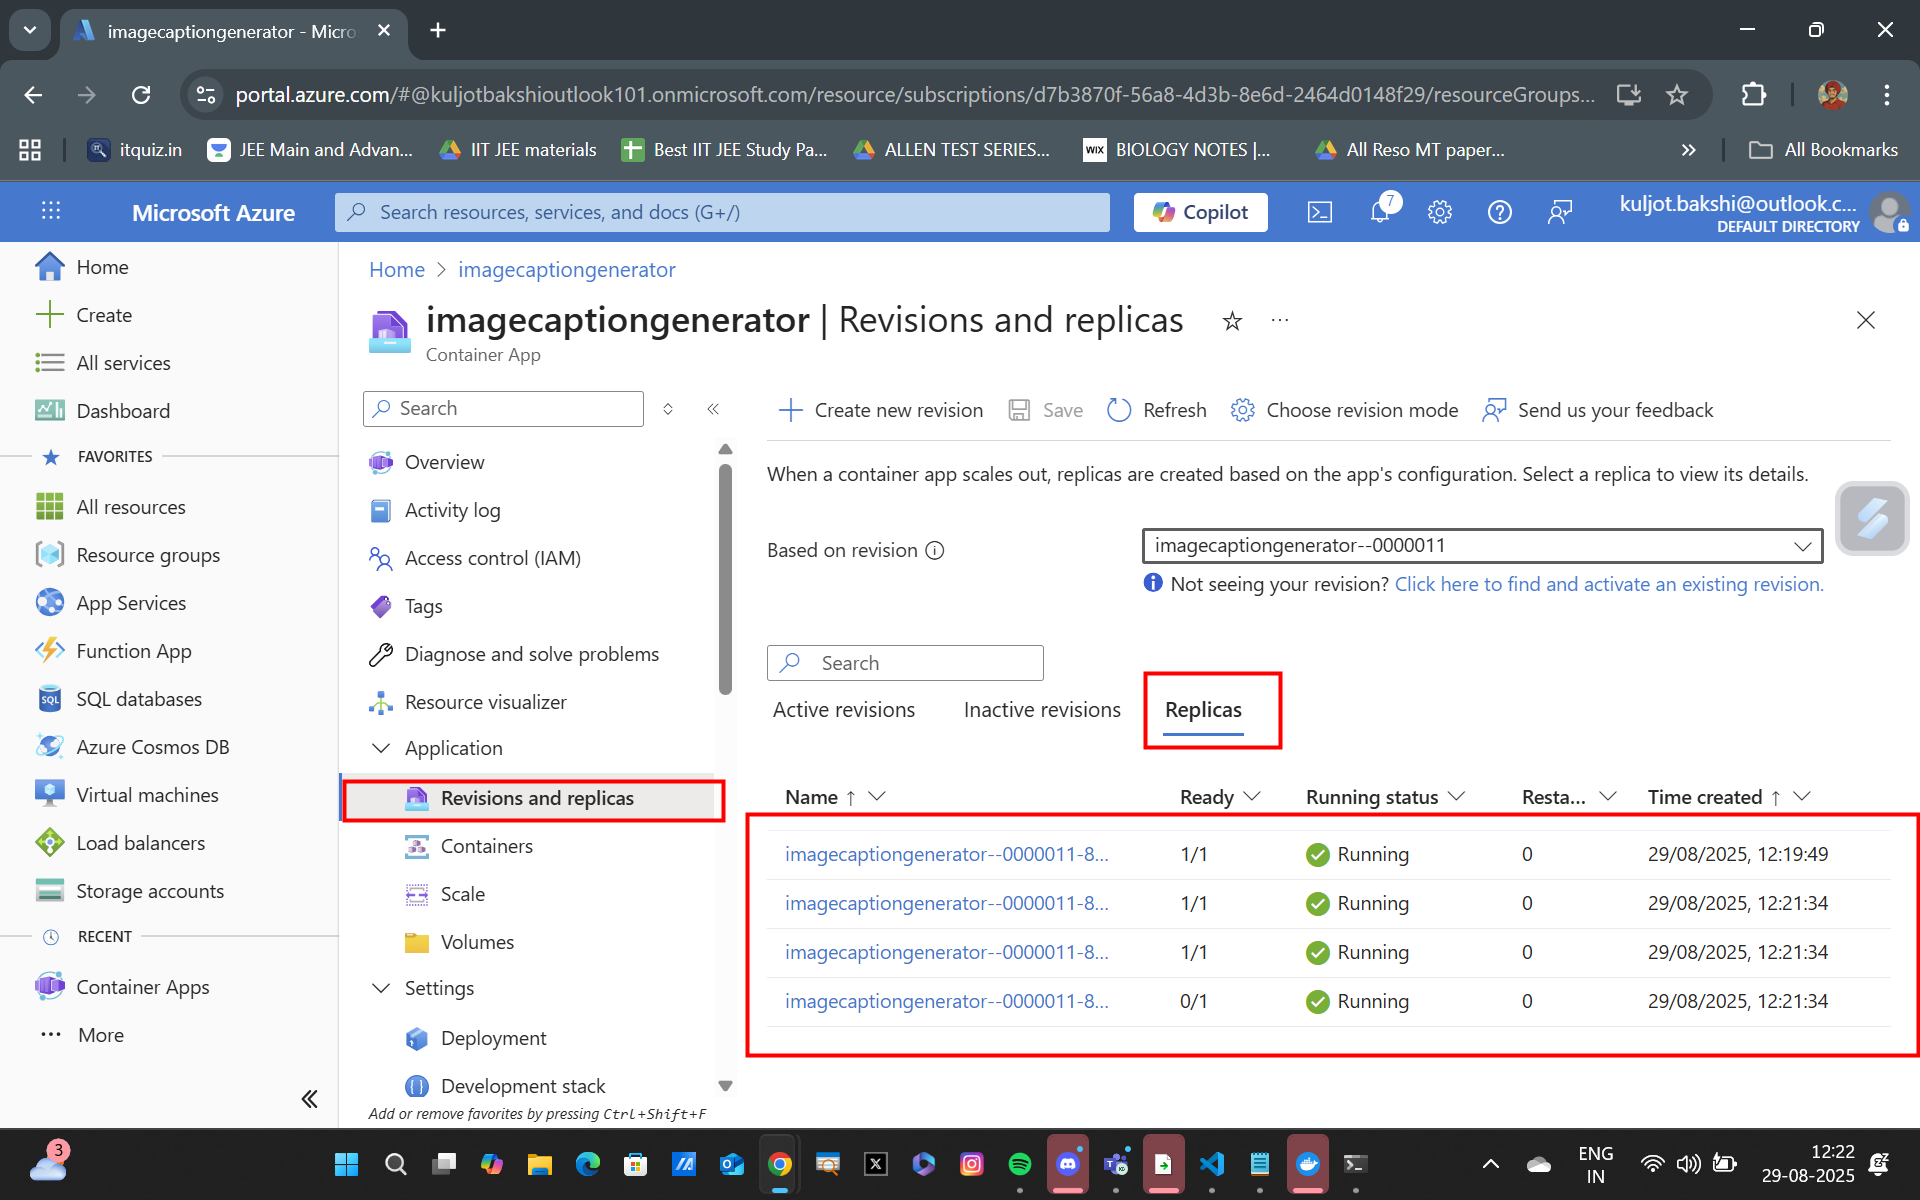 imagecaptiongenerator - Micro
portal.azure.com/#@kuljotbakshioutlook101.onmicrosoft.com/resource/subscriptions/d7b3870f-56a8-4d3b-8e6d-2464d0148f29/resourceGroups...
itquiz.in
JEE Main and Advan...
IIT JEE materials
Best IIT JEE Study Pa...
ALLEN TEST SERIES...
WIX
BIOLOGY NOTES |...
All Reso MT paper...
All Bookmarks
Microsoft Azure
Search resources, services, and docs (G+/)
Copilot
7
kuljot.bakshi@outlook.c...
DEFAULT DIRECTORY
Home
Create
All services
Dashboard
FAVORITES
All resources
Resource groups
App Services
Function App
SQL
SQL databases
Azure Cosmos DB
Virtual machines
Load balancers
Storage accounts
RECENT
Container Apps
More
Home > imagecaptiongenerator
imagecaptiongenerator | Revisions and replicas
Container App
Search
Overview
Activity log
Access control (IAM)
Tags
Diagnose and solve problems
Resource visualizer
Application
Revisions and replicas
Containers
Scale
Volumes
Settings
Deployment
Development stack
Add or remove favorites by pressing Ctrl+Shift+F
Create new revision
Save
Refresh
Choose revision mode
Send us your feedback
When a container app scales out, replicas are created based on the app's configuration. Select a replica to view its details.
Based on revision
imagecaptiongenerator--0000011
Not seeing your revision? Click here to find and activate an existing revision.
Search
Active revisions
Inactive revisions
Replicas
Name ↑ Ready Running status Resta... Time created ↑
imagecaptiongenerator--0000011-8... 1/1 Running 0 29/08/2025, 12:19:49
imagecaptiongenerator--0000011-8... 1/1 Running 0 29/08/2025, 12:21:34
imagecaptiongenerator--0000011-8... 1/1 Running 0 29/08/2025, 12:21:34
imagecaptiongenerator--0000011-8... 0/1 Running 0 29/08/2025, 12:21:34
3
ENG
IN
12:22
29-08-2025